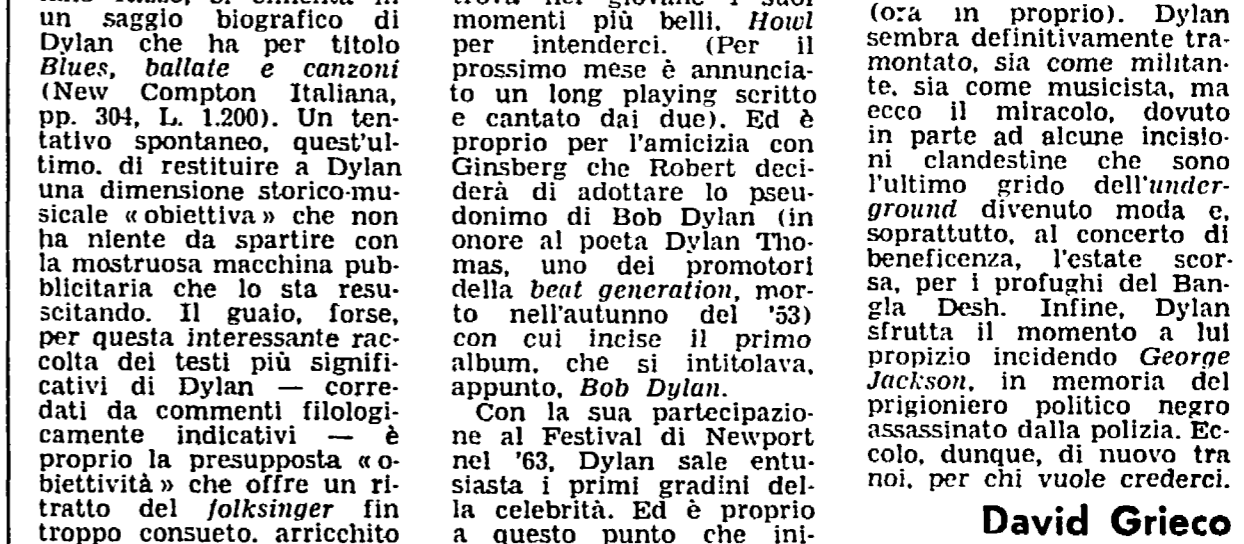 un saggio biografico di
Dylan che ha per titolo
Blues, ballate e canzoni
(New Compton Italiana,
pp. 304, L. 1.200). Un ten-
tativo spontaneo, quest'ul-
timo. di restituire a Dylan
una dimensione storico-mu-
sicale « obiettiva » che non
ha niente da spartire con
la mostruosa macchina pub-
blicitaria che lo sta resu-
scitando. Il guaio, forse,
per questa interessante rac-
colta dei testi più signifi-
cativi di Dylan — corre-
dati da commenti filologi-
camente indicativi — è
proprio la presupposta « o-
biettività » che offre un ri-
tratto del folksinger fin
troppo consueto. arricchito
trova nel giovane i suoi
momenti più belli, Howl
per intenderci. (Per il
prossimo mese è annuncia-
to un long playing scritto
e cantato dai due). Ed è
proprio per l'amicizia con
Ginsberg che Robert deci-
derà di adottare lo pseu-
donimo di Bob Dylan (in
onore al poeta Dylan Tho-
mas, uno dei promotori
della beat generation, mor-
to nell'autunno del '53)
con cui incise il primo
album, che si intitolava,
appunto, Bob Dylan.
Con la sua partecipazio-
ne al Festival di Newport
nel '63, Dylan sale entu-
siasta i primi gradini del-
la celebrità. Ed è proprio
a questo punto che ini-
(ora in proprio). Dylan
sembra definitivamente tra-
montato, sia come militan-
te, sia come musicista, ma
ecco il miracolo, dovuto
in parte ad alcune incisio-
ni clandestine che sono
l'ultimo grido dell'under-
ground divenuto moda e,
soprattutto, al concerto di
beneficenza, l'estate scor-
sa, per i profughi del Ban-
gla Desh. Infine, Dylan
sfrutta il momento a lui
propizio incidendo George
Jackson, in memoria del
prigioniero politico negro
assassinato dalla polizia. Ec-
colo, dunque, di nuovo tra
noi, per chi vuole crederci.
David Grieco